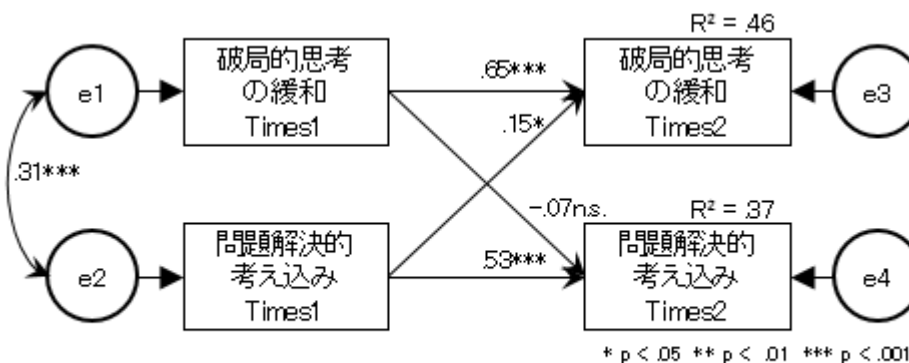 R² = .46
e1
破局的思考
の緩和
Times1
.65***
破局的思考
の緩和
Times2
e3
.15*
.31***
-.07n.s.
R² = .37
e2
問題解決的
考え込み
Times1
.53***
問題解決的
考え込み
Times2
e4
* p < .05 ** p < .01 *** p < .001